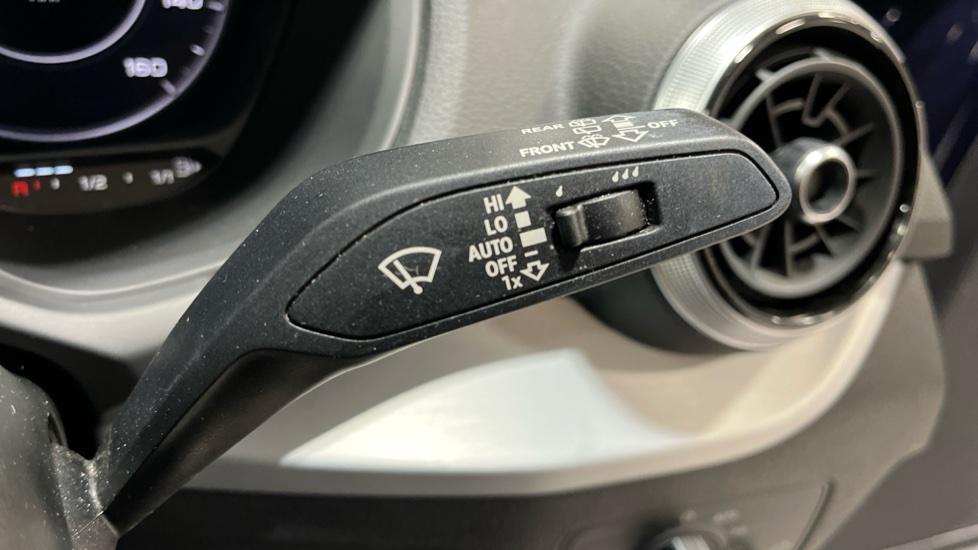 140
160
R 1/2 1/1
REAR OFF
FRONT
HI
LO
AUTO
OFF
1x